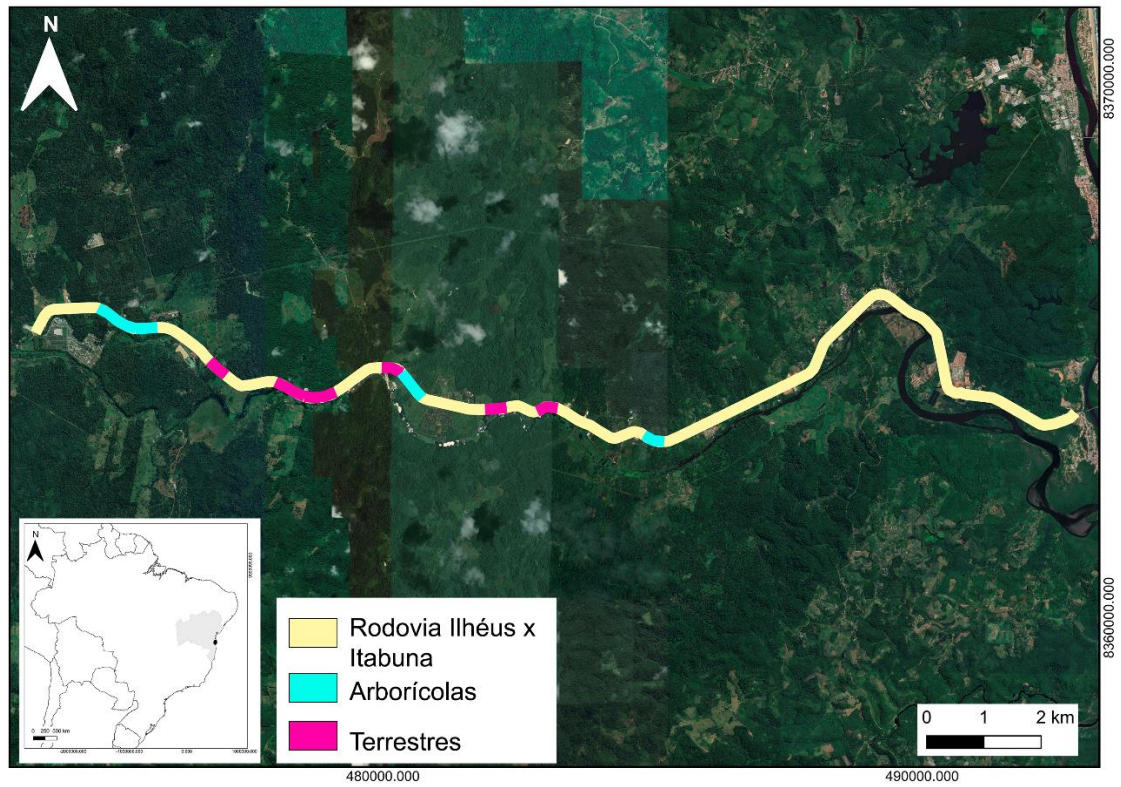 N
8370000.000
8360000.000
N
Rodovia Ilhéus x
Itabuna
Arborícolas
Terrestres
0 1 2 km
480000.000
490000.000